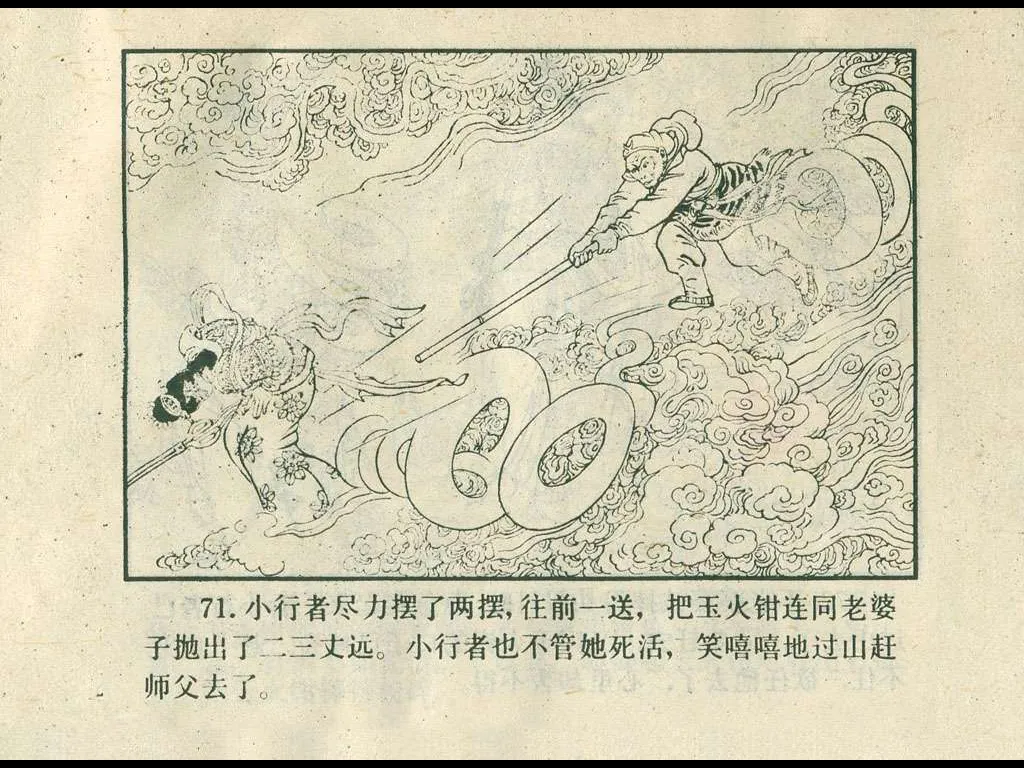 71. 小行者尽力摆了两摆, 往前一送, 把玉火钳连同老婆
子抛出了二三丈远。小行者也不管她死活, 笑嘻嘻地过山赶
师父去了。